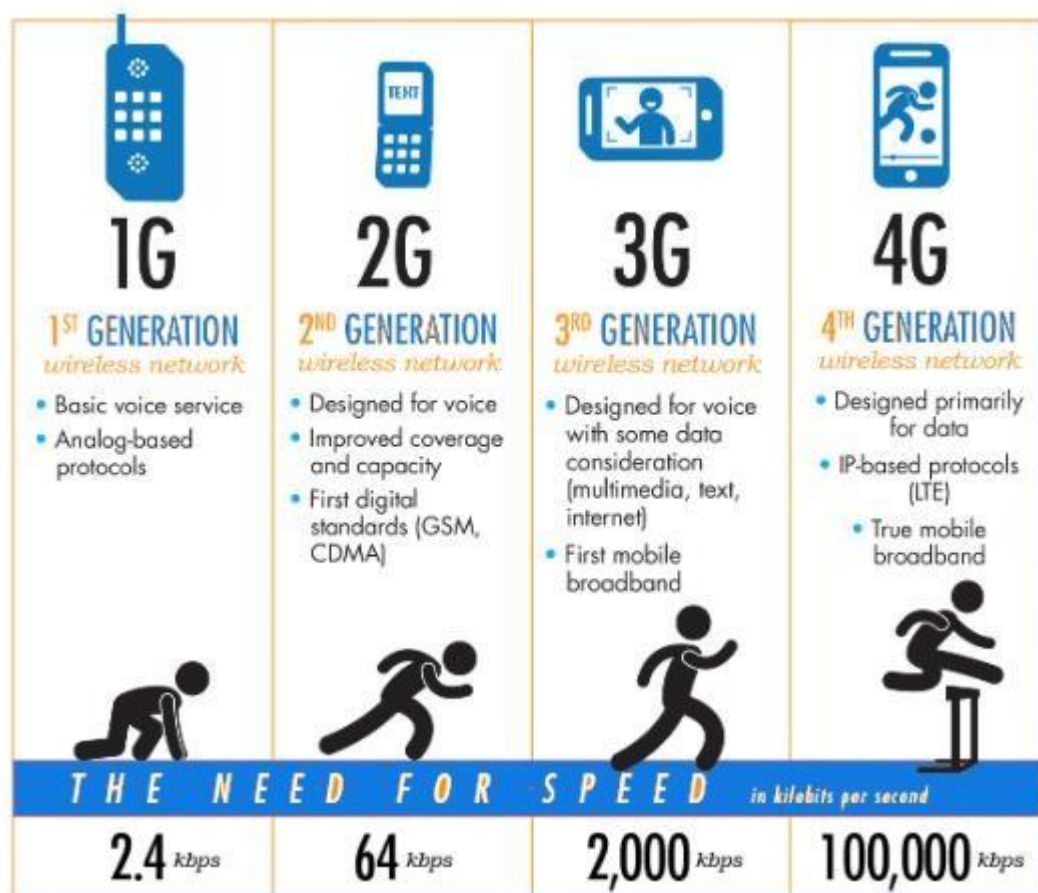 TEXT
1G
2G
3G
4G
1ST GENERATION
wireless network
• Basic voice service
• Analog-based
protocols
2ND GENERATION
wireless network
• Designed for voice
• Improved coverage
and capacity
• First digital
standards (GSM,
CDMA)
3RD GENERATION
wireless network
• Designed for voice
with some data
consideration
(multimedia, text,
internet)
• First mobile
broadband
4TH GENERATION
wireless network
• Designed primarily
for data
• IP-based protocols
(LTE)
• True mobile
broadband
THE NEED FOR SPEED in kilobits per second
2.4 kbps
64 kbps
2,000 kbps
100,000 kbps